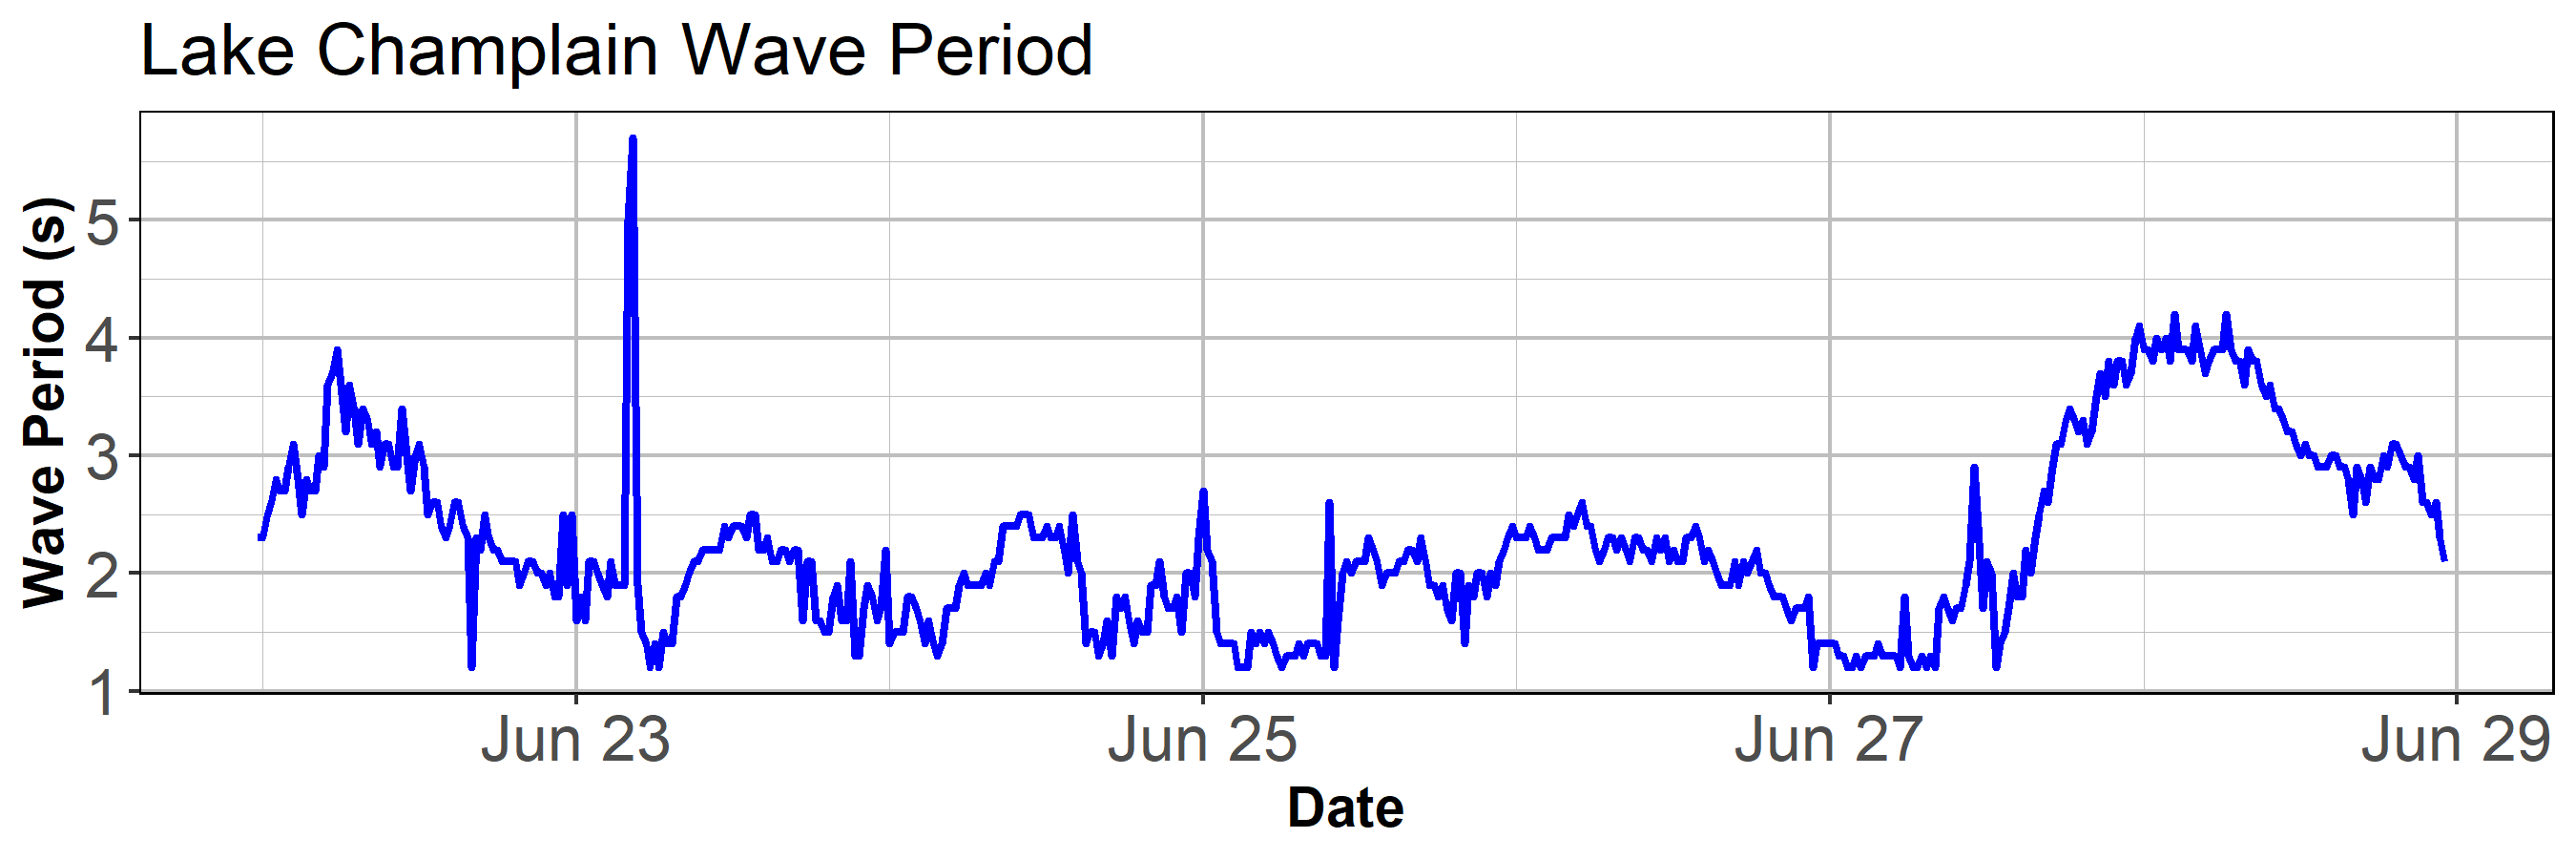 Lake Champlain Wave Period
Wave Period (s)
5
4
3
2
1
Jun 23
Jun 25
Jun 27
Jun 29
Date